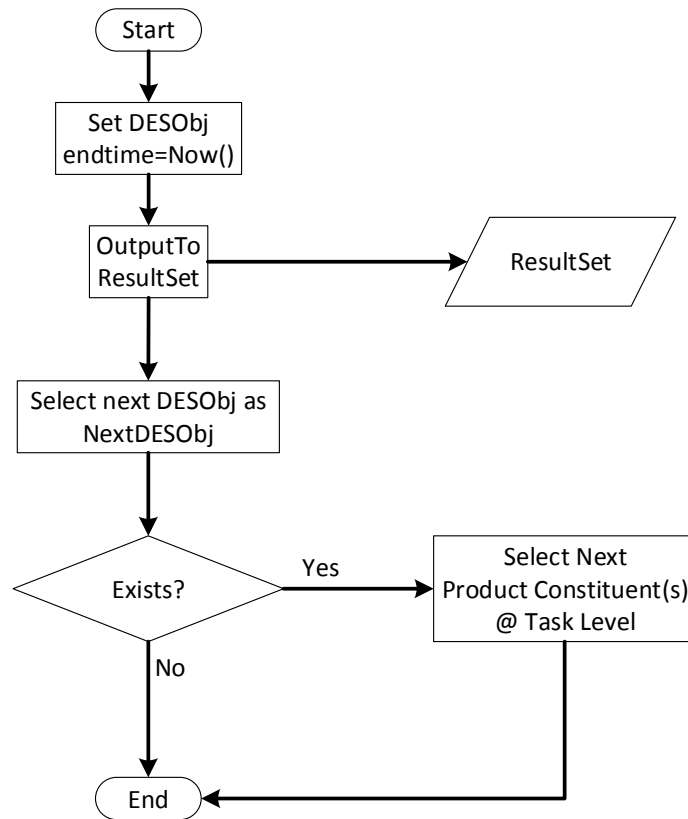 Start
Set DESObj
endtime=Now()
OutputTo
ResultSet
ResultSet
Select next DESObj as
NextDESObj
Exists?
Yes
Select Next
Product Constituent(s)
@ Task Level
No
End